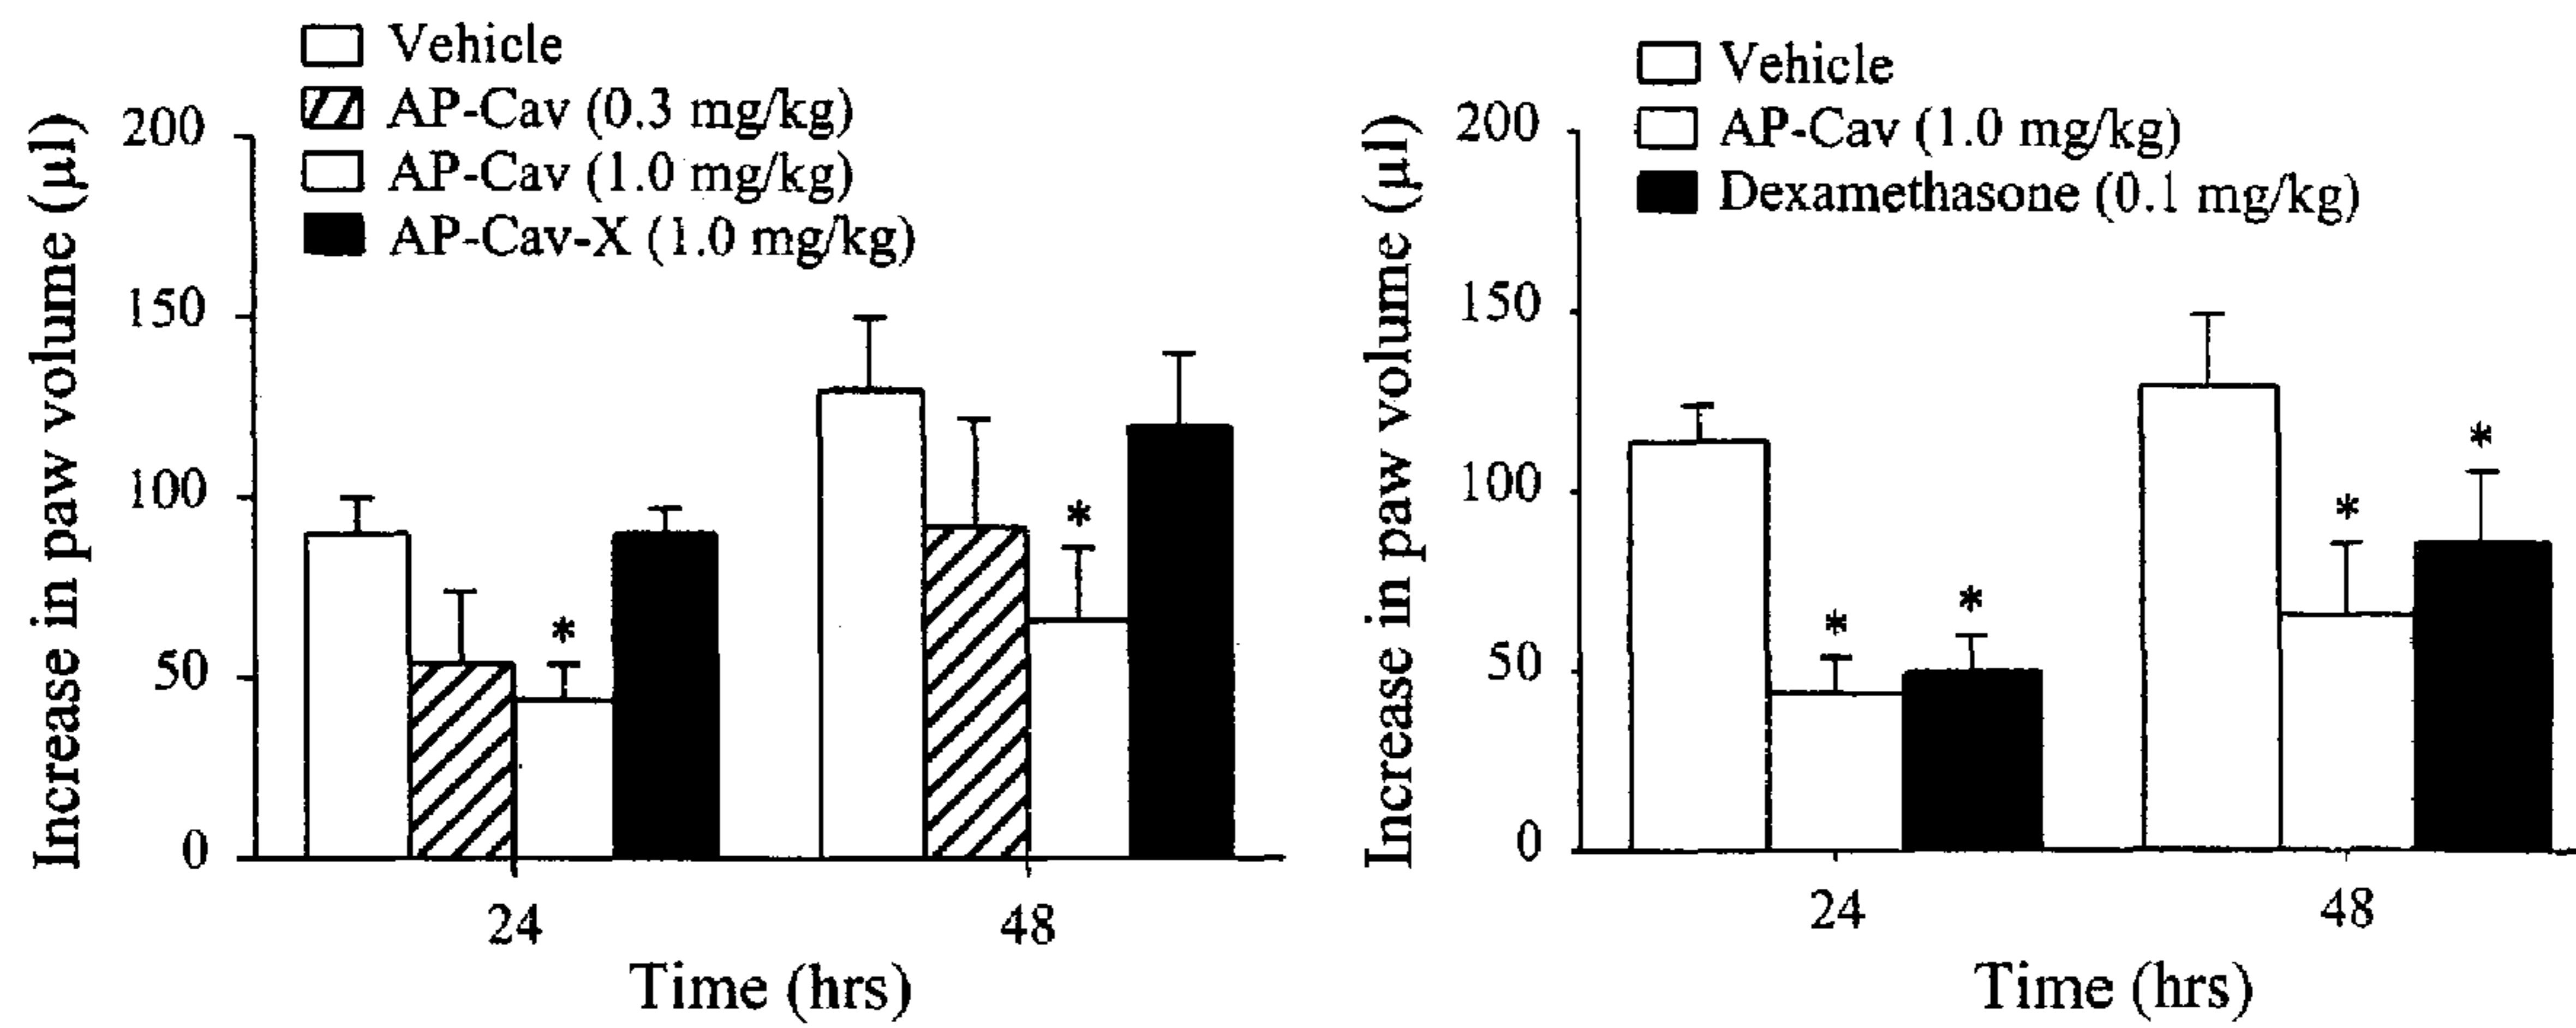 Vehicle
AP-Cav (0.3 mg/kg)
AP-Cav (1.0 mg/kg)
AP-Cav-X (1.0 mg/kg)
Increase in paw volume (µl)
200
150
100
50
0
*
*
24
48
Time (hrs)
Vehicle
AP-Cav (1.0 mg/kg)
Dexamethasone (0.1 mg/kg)
Increase in paw volume (µl)
200
150
100
50
0
*
*
*
*
24
48
Time (hrs)